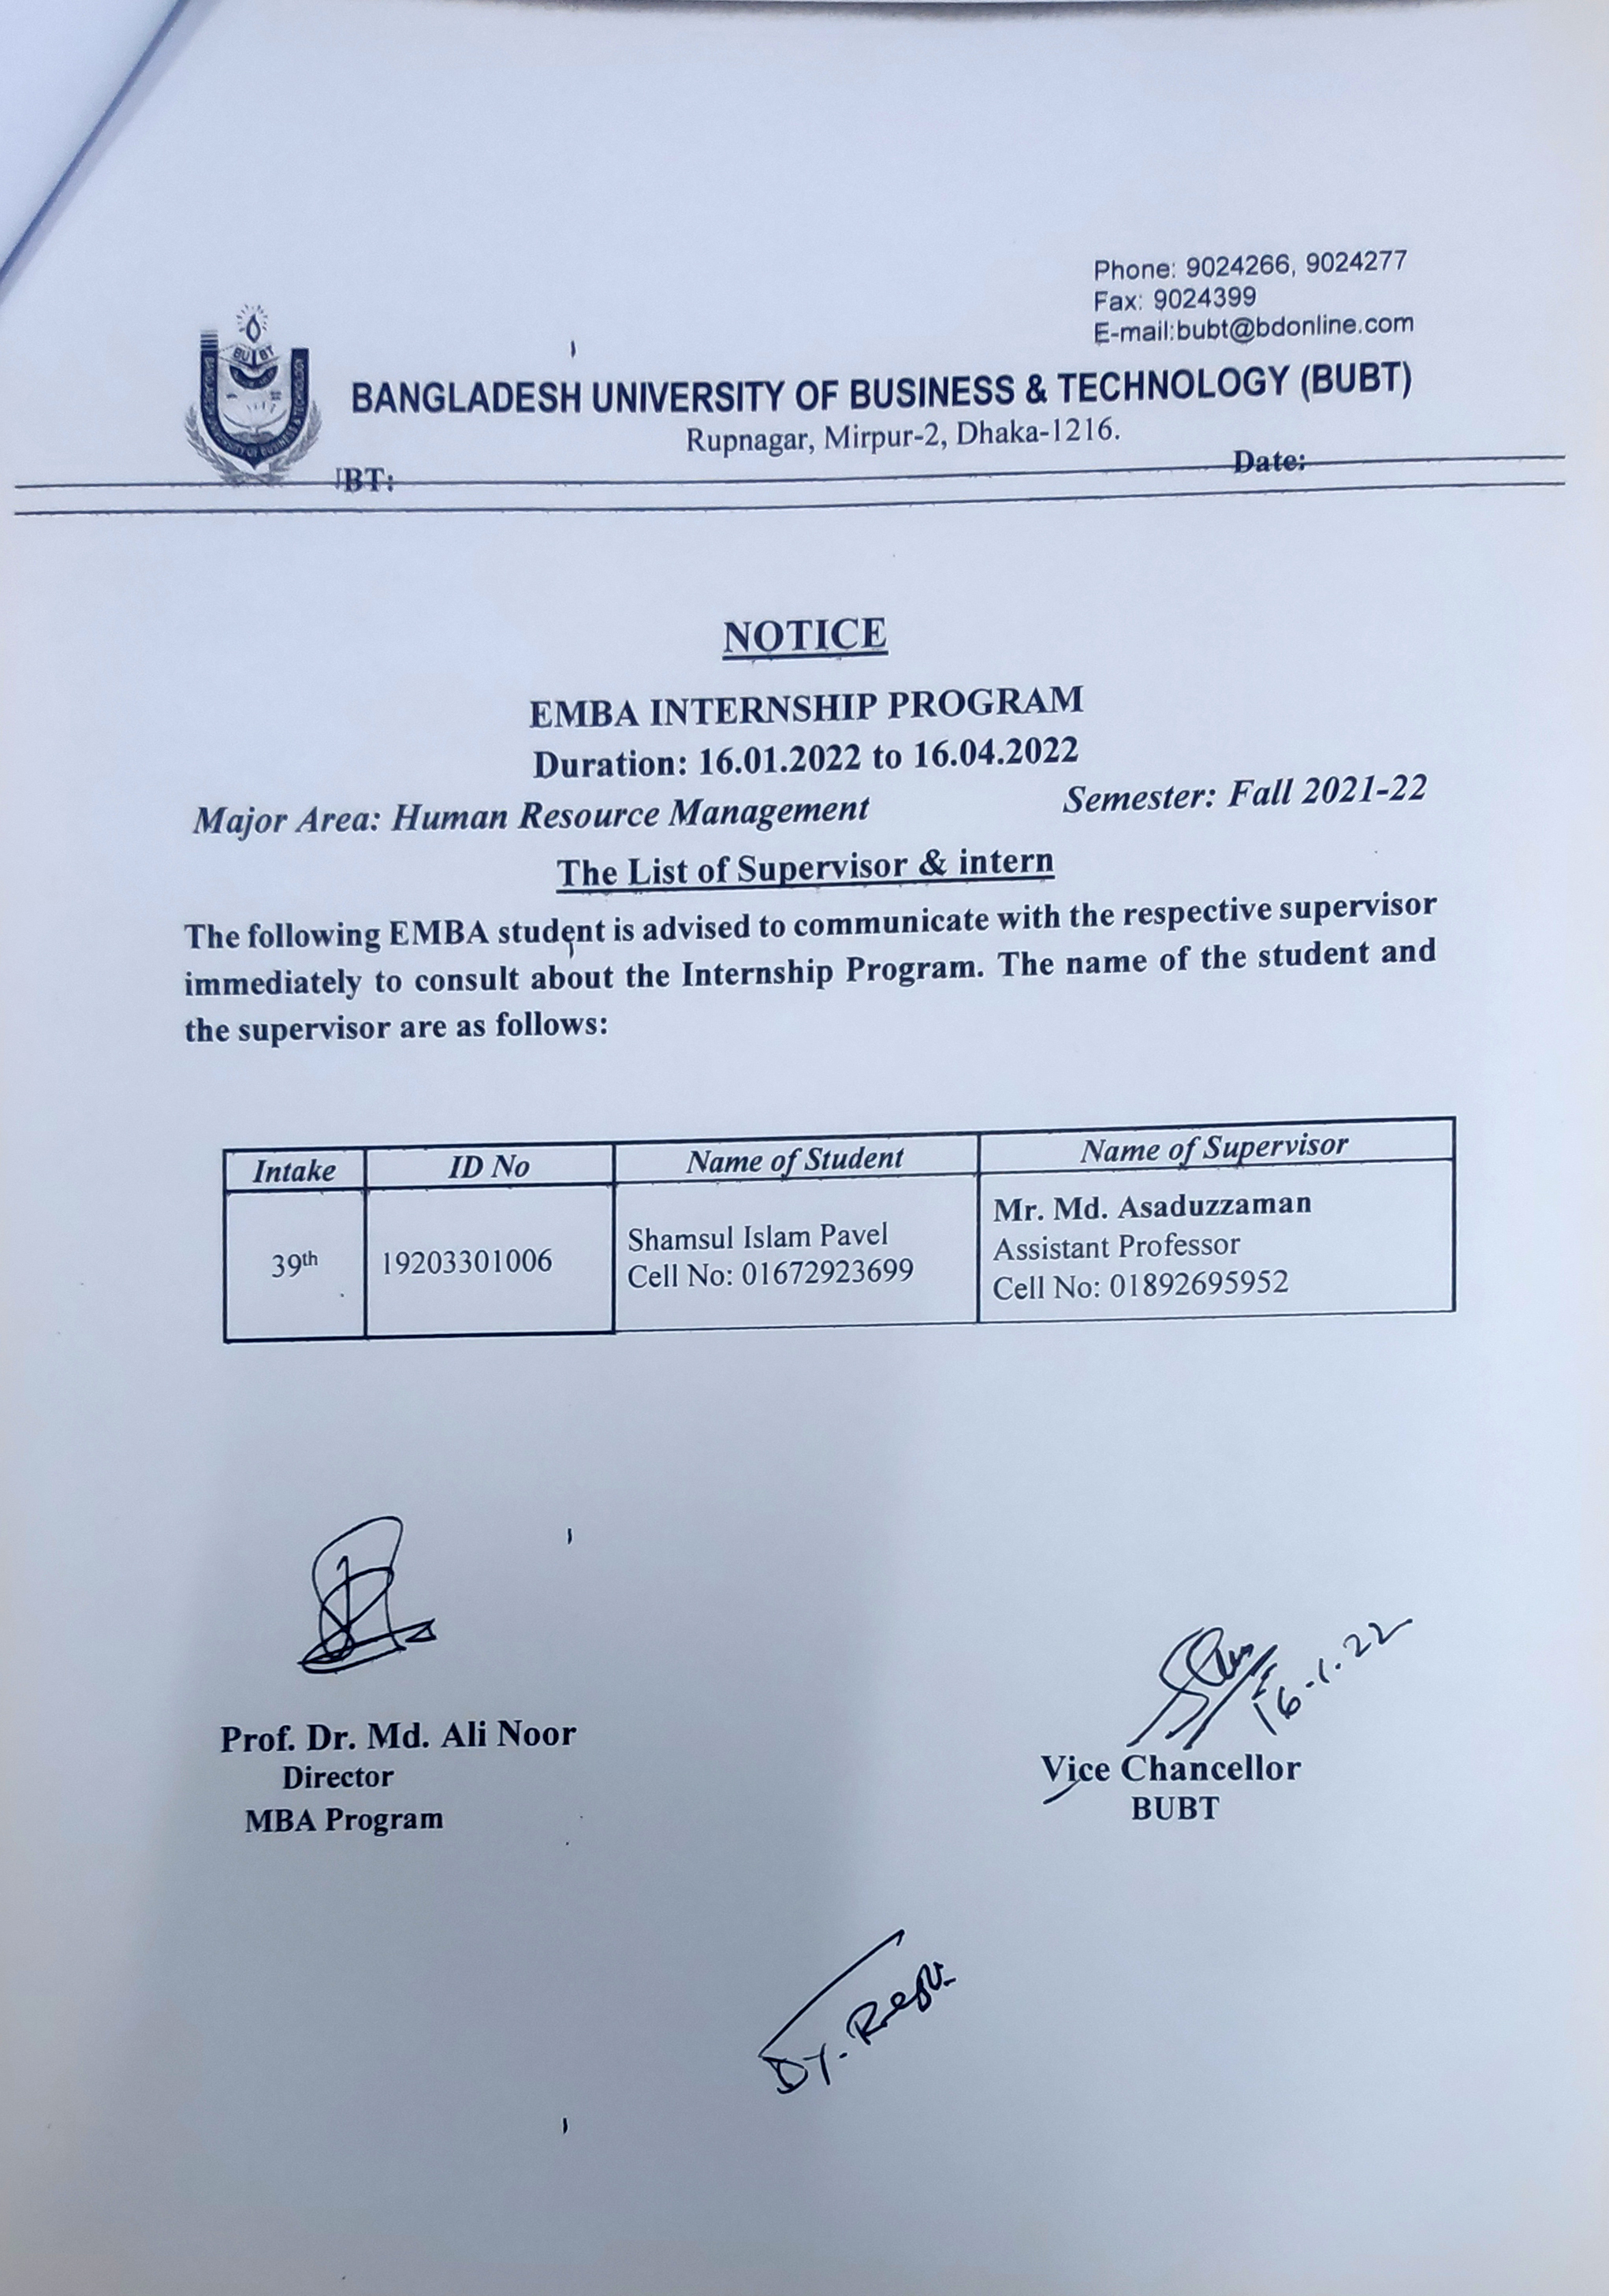 Phone: 9024266, 9024277
Fax: 9024399
E-mail:bubt@bdonline.com
BU BT
BANGLADESH UNIVERSITY OF BUSINESS & TECHNOLOGY (BUBT)
Rupnagar, Mirpur-2, Dhaka-1216.
BT:
Date:
NOTICE
EMBA INTERNSHIP PROGRAM
Duration: 16.01.2022 to 16.04.2022
Major Area: Human Resource Management Semester: Fall 2021-22
The List of Supervisor & intern
The following EMBA student is advised to communicate with the respective supervisor
immediately to consult about the Internship Program. The name of the student and
the supervisor are as follows:
Intake ID No Name of Student Name of Supervisor
39th 19203301006 Shamsul Islam Pavel
Cell No: 01672923699
Mr. Md. Asaduzzaman
Assistant Professor
Cell No: 01892695952
16-1-22
Prof. Dr. Md. Ali Noor
Director
MBA Program
Vice Chancellor
BUBT
Dy.